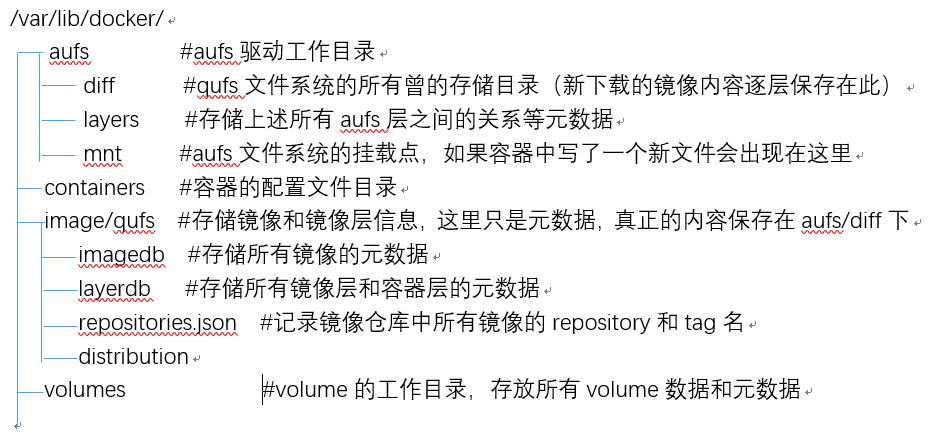 /var/lib/docker/
aufs #aufs 驱动工作目录
diff #qufs 文件系统的所有曾的存储目录（新下载的镜像内容逐层保存在此）
layers #存储上述所有 aufs 层之间的关系等元数据
mnt #aufs 文件系统的挂载点，如果容器中写了一个新文件会出现在这里
containers #容器的配置文件目录
image/qufs #存储镜像和镜像层信息，这里只是元数据，真正的内容保存在 aufs/diff 下
imagedb #存储所有镜像的元数据
layerdb #存储所有镜像层和容器层的元数据
repositories.json #记录镜像仓库中所有镜像的 repository 和 tag 名
distribution
volumes #volume 的工作目录，存放所有 volume 数据和元数据